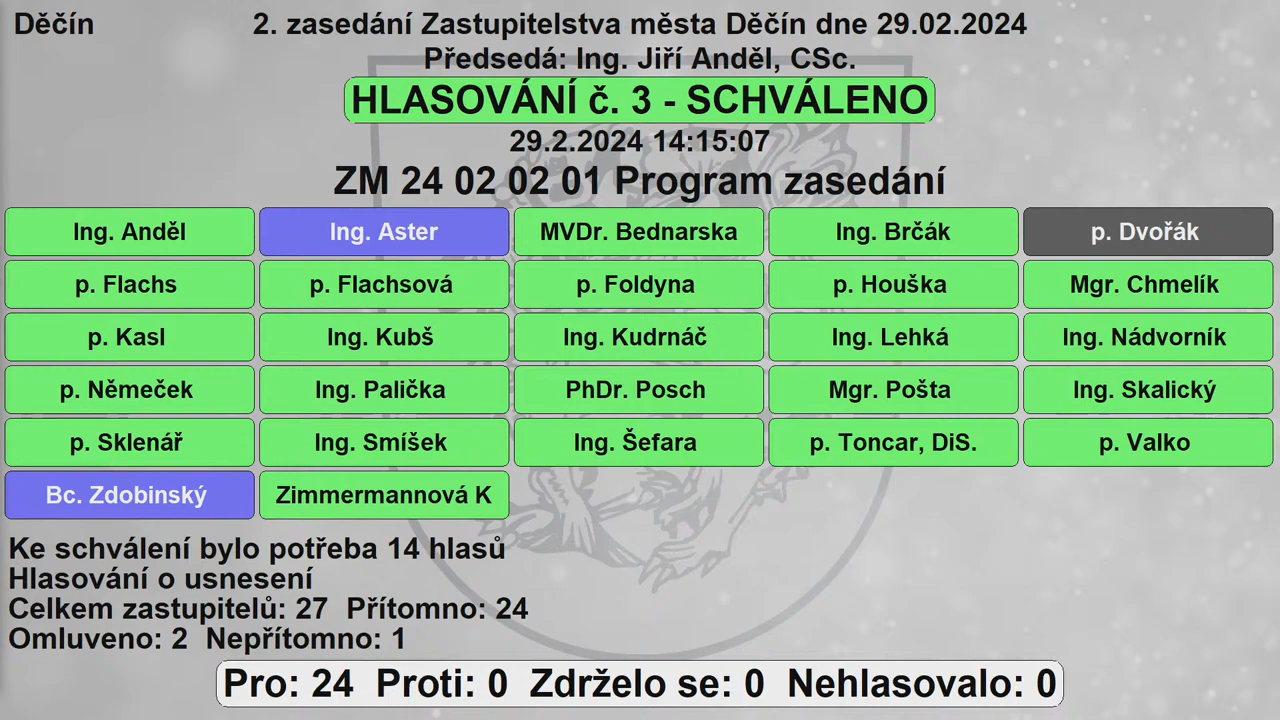 Děčín 2. zasedání Zastupitelstva města Děčín dne 29.02.2024
Předsedá: Ing. Jiří Anděl, CSc.
HLASOVÁNÍ č. 3 - SCHVÁLENO
29.2.2024 14:15:07
ZM 24 02 02 01 Program zasedání
Ing. Anděl Ing. Aster MVDr. Bednarska Ing. Brčák p. Dvořák
p. Flachs p. Flachsová p. Foldyna p. Houška Mgr. Chmelík
p. Kasl Ing. Kubš Ing. Kudrnáč Ing. Lehká Ing. Nádvorník
p. Němeček Ing. Palička PhDr. Posch Mgr. Pošta Ing. Skalický
p. Sklenář Ing. Smíšek Ing. Šefara p. Toncar, DiS. p. Valko
Bc. Zdobinský Zimmermannová K
Ke schválení bylo potřeba 14 hlasů
Hlasování o usnesení
Celkem zastupitelů: 27 Přítomno: 24
Omluveno: 2 Nepřítomno: 1
Pro: 24 Proti: 0 Zdrželo se: 0 Nehlasovalo: 0